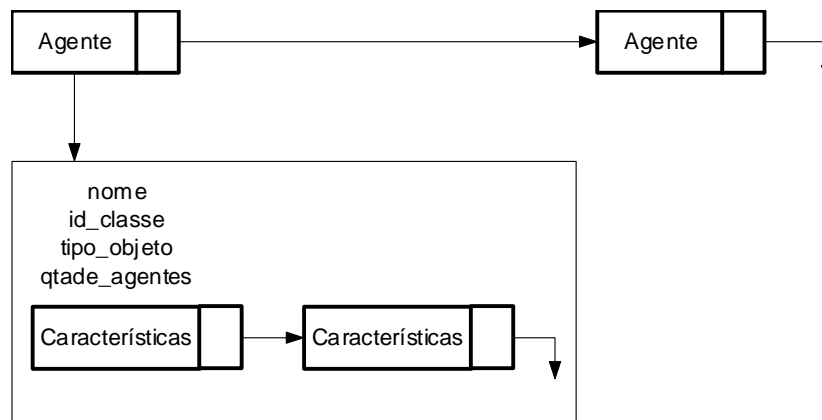 Agente
Agente
nome
id_classe
tipo_objeto
qtade_agentes
Características
Características